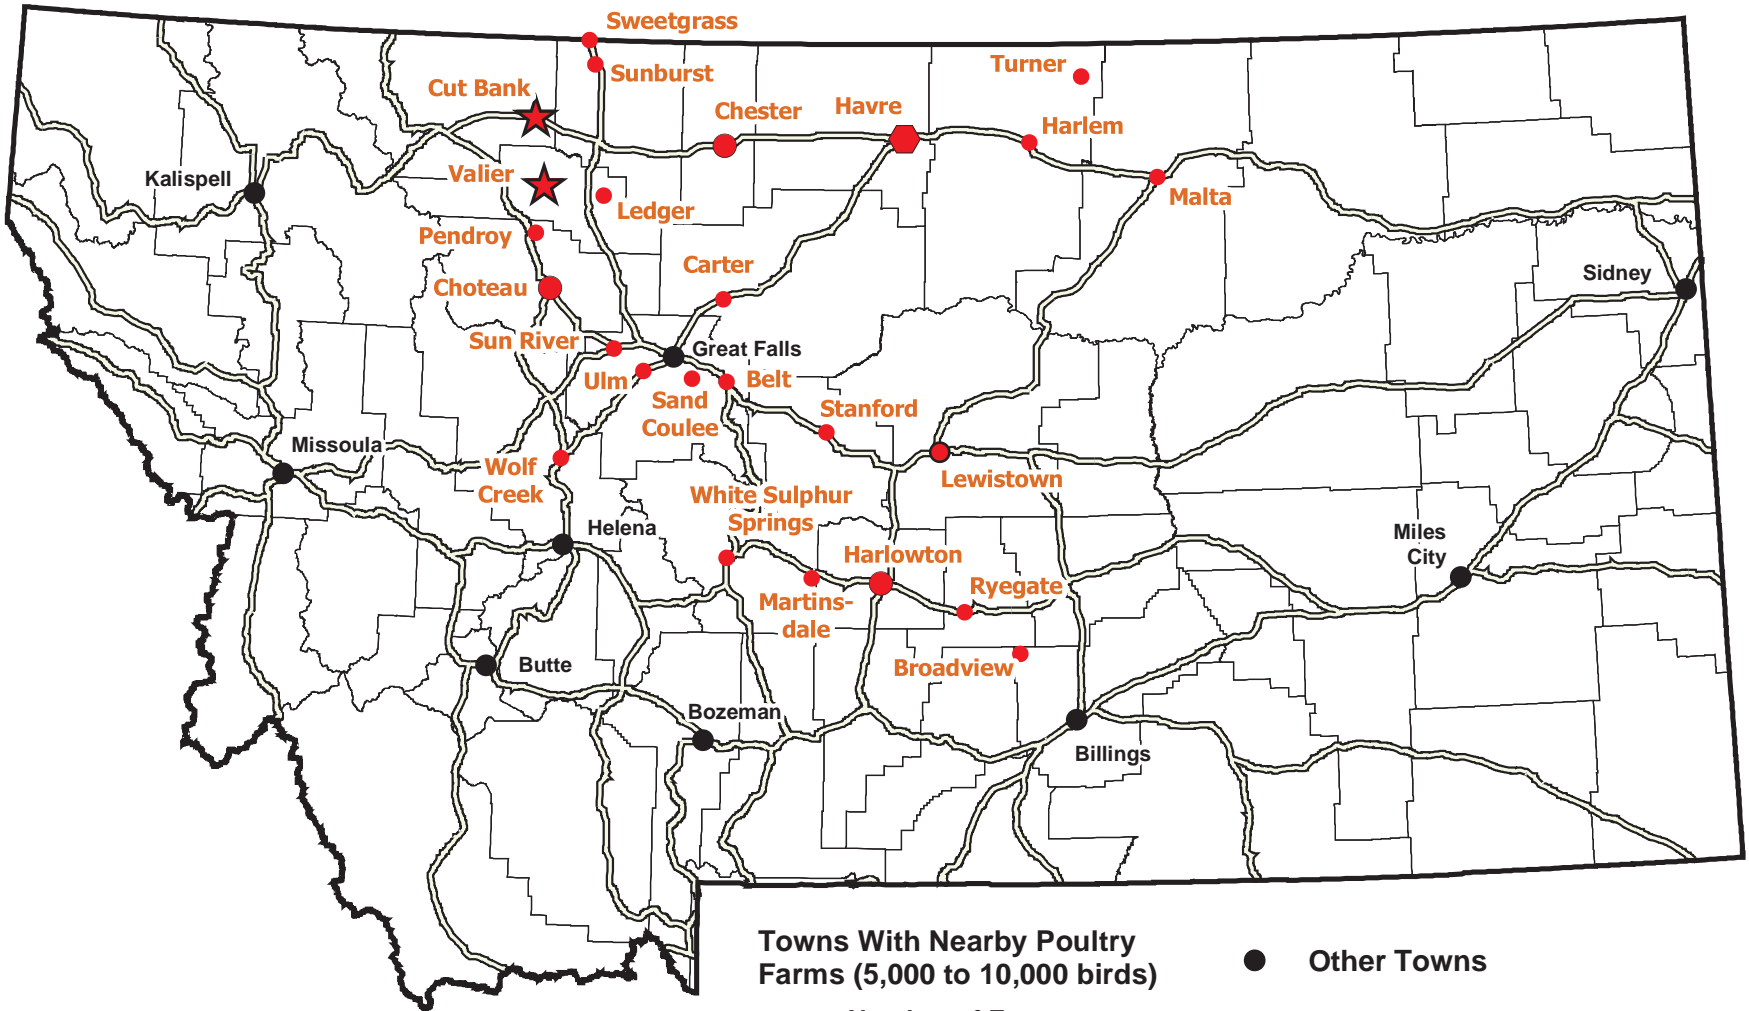 Sweetgrass
Sunburst
Cut Bank
Turner
Chester
Havre
Harlem
Kalispell
Valier
Ledger
Malta
Pendroy
Carter
Sidney
Choteau
Sun River
Great Falls
Ulm
Belt
Sand
Coulee
Stanford
Missoula
Wolf
Creek
Lewistown
White Sulphur
Springs
Helena
Miles
City
Harlowton
Ryegate
Martins-
dale
Butte
Broadview
Bozeman
Billings
Towns With Nearby Poultry
Farms (5,000 to 10,000 birds)
Other Towns